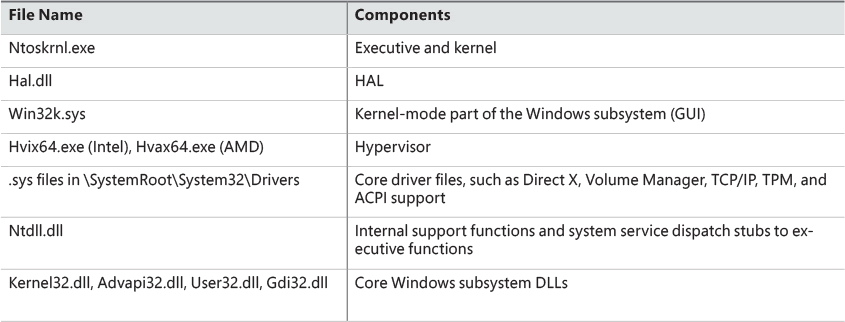 File Name Components
Ntoskrnl.exe Executive and kernel
Hal.dll HAL
Win32k.sys Kernel-mode part of the Windows subsystem (GUI)
Hvix64.exe (Intel), Hvax64.exe (AMD) Hypervisor
.sys files in \SystemRoot\System32\Drivers Core driver files, such as Direct X, Volume Manager, TCP/IP, TPM, and
ACPI support
Ntdll.dll Internal support functions and system service dispatch stubs to ex-
ecutive functions
Kernel32.dll, Advapi32.dll, User32.dll, Gdi32.dll Core Windows subsystem DLLs